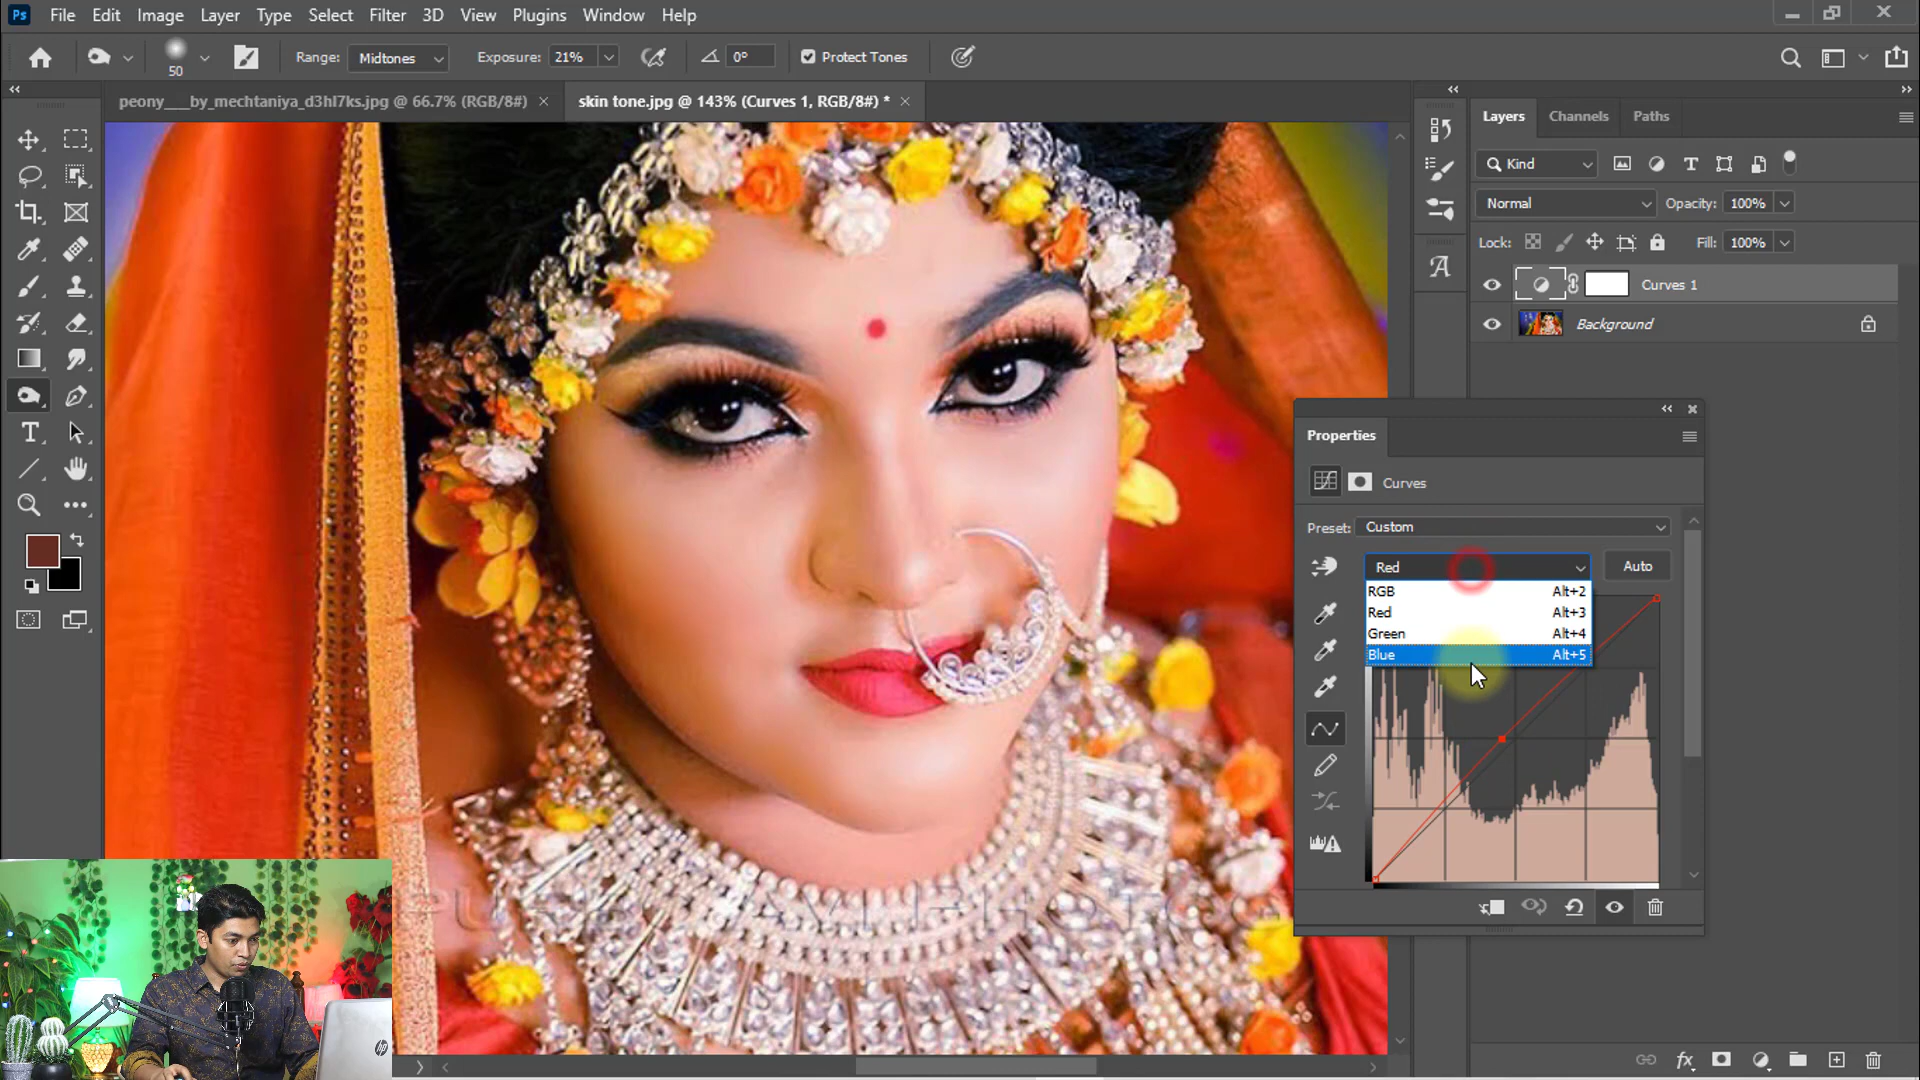 Ps File Edit Image Layer Type Select Filter 3D View Plugins Window Help
50 Range: Midtones Exposure: 21% 0° Protect Tones
peony___by_mechtaniya_d3hl7ks.jpg @ 66.7% (RGB/8#) skin tone.jpg @ 143% (Curves 1, RGB/8#) *
Layers Channels Paths
Kind
Normal Opacity: 100%
Lock: Fill: 100%
Curves 1
Background
Properties
Curves
Preset: Custom
Red Auto
RGB Alt+2
Red Alt+3
Green Alt+4
Blue Alt+5
hp
fx